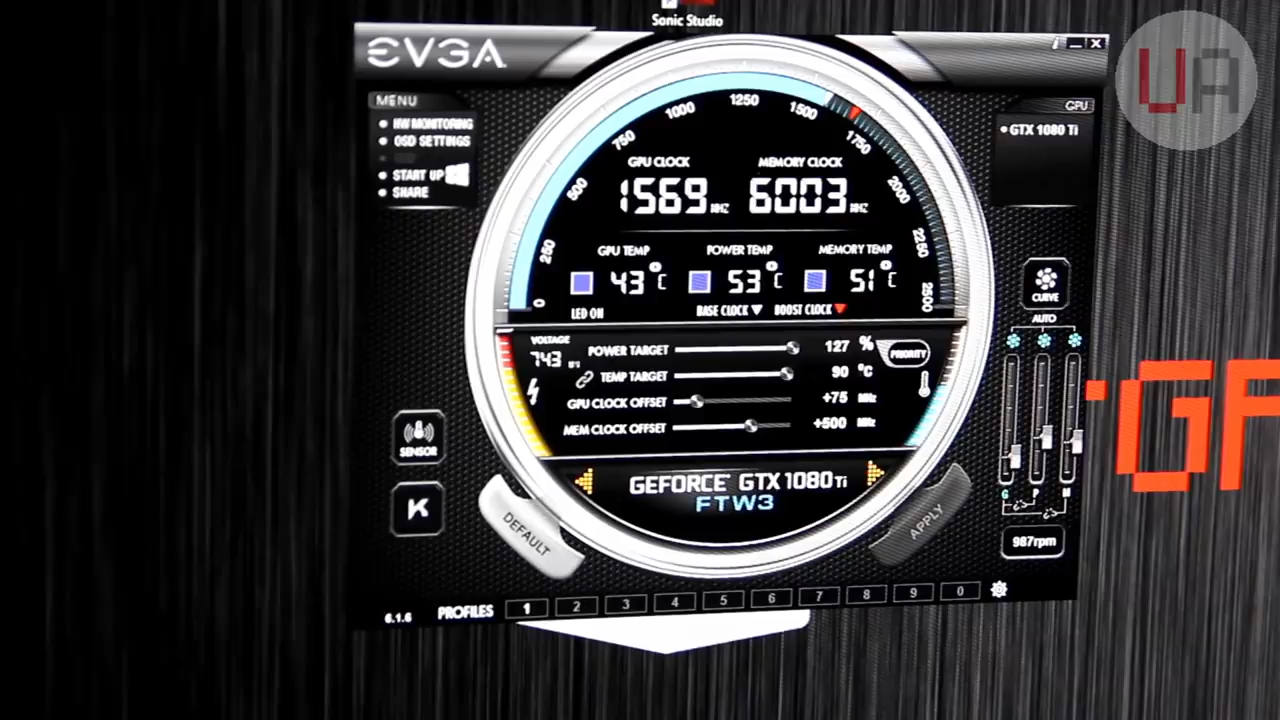 Sonic Studio
EVGA
UA
MENU
HW MONITORING
OSD SETTINGS
START UP
SHARE
GPU
GTX 1080 Ti
0
250
500
750
1000
1250
1500
1750
2000
2250
2500
GPU CLOCK
MEMORY CLOCK
1569 MHZ
6003 MHZ
GPU TEMP
POWER TEMP
MEMORY TEMP
43°C
53°C
51°C
LED ON
BASE CLOCK
BOOST CLOCK
VOLTAGE
743
POWER TARGET 127 %
TEMP TARGET 90 °C
GPU CLOCK OFFSET +75 MHz
MEM CLOCK OFFSET +500 MHz
PRIORITY
CURVE
AUTO
G P M
987rpm
SENSOR
K
GEFORCE® GTX 1080 Ti
FTW3
DEFAULT
APPLY
6.1.6
PROFILES 1 2 3 4 5 6 7 8 9 0